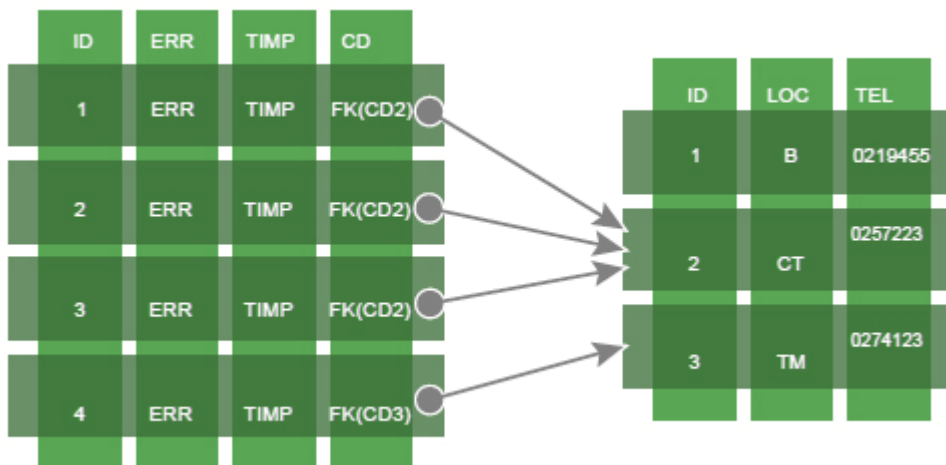 ID ERR TIMP CD
1 ERR TIMP FK(CD2)
2 ERR TIMP FK(CD2)
3 ERR TIMP FK(CD2)
4 ERR TIMP FK(CD3)
ID LOC TEL
1 B 0219455
2 CT 0257223
3 TM 0274123